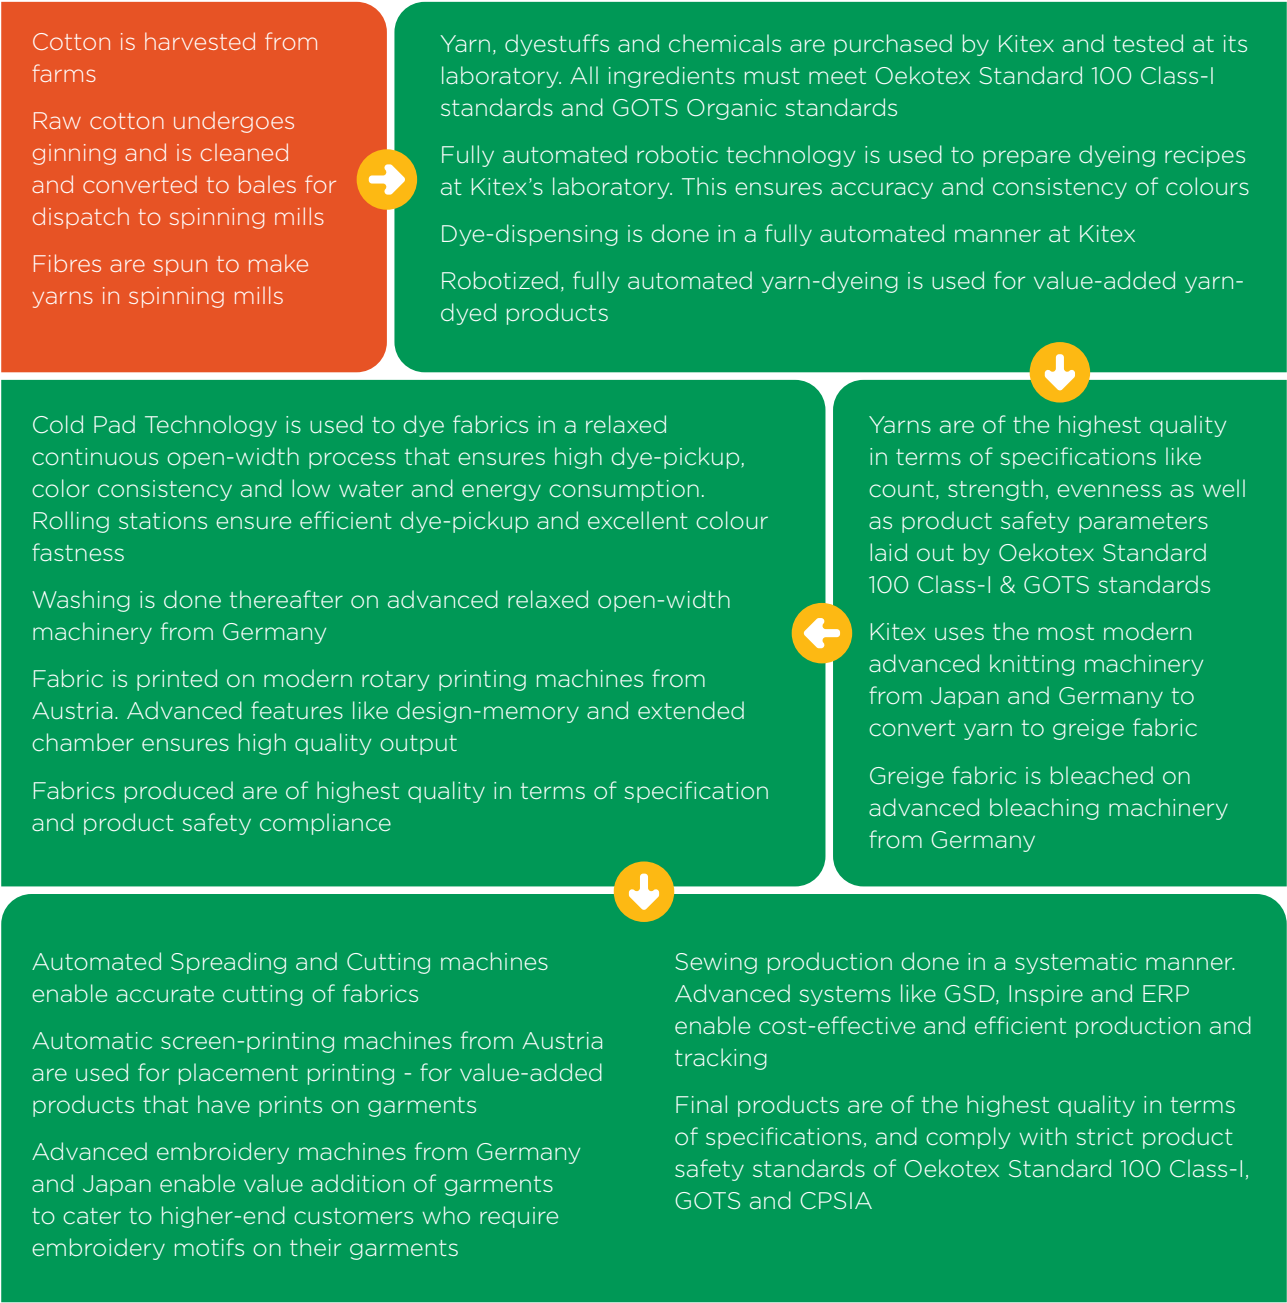 Cotton is harvested from
farms
Raw cotton undergoes
ginning and is cleaned
and converted to bales for
dispatch to spinning mills
Fibres are spun to make
yarns in spinning mills
Yarn, dyestuffs and chemicals are purchased by Kitex and tested at its
laboratory. All ingredients must meet Oekotex Standard 100 Class-I
standards and GOTS Organic standards
Fully automated robotic technology is used to prepare dyeing recipes
at Kitex’s laboratory. This ensures accuracy and consistency of colours
Dye-dispensing is done in a fully automated manner at Kitex
Robotized, fully automated yarn-dyeing is used for value-added yarn-
dyed products
Yarns are of the highest quality
in terms of specifications like
count, strength, evenness as well
as product safety parameters
laid out by Oekotex Standard
100 Class-I & GOTS standards
Kitex uses the most modern
advanced knitting machinery
from Japan and Germany to
convert yarn to greige fabric
Greige fabric is bleached on
advanced bleaching machinery
from Germany
Cold Pad Technology is used to dye fabrics in a relaxed
continuous open-width process that ensures high dye-pickup,
color consistency and low water and energy consumption.
Rolling stations ensure efficient dye-pickup and excellent colour
fastness
Washing is done thereafter on advanced relaxed open-width
machinery from Germany
Fabric is printed on modern rotary printing machines from
Austria. Advanced features like design-memory and extended
chamber ensures high quality output
Fabrics produced are of highest quality in terms of specification
and product safety compliance
Automated Spreading and Cutting machines
enable accurate cutting of fabrics
Automatic screen-printing machines from Austria
are used for placement printing - for value-added
products that have prints on garments
Advanced embroidery machines from Germany
and Japan enable value addition of garments
to cater to higher-end customers who require
embroidery motifs on their garments
Sewing production done in a systematic manner.
Advanced systems like GSD, Inspire and ERP
enable cost-effective and efficient production and
tracking
Final products are of the highest quality in terms
of specifications, and comply with strict product
safety standards of Oekotex Standard 100 Class-I,
GOTS and CPSIA